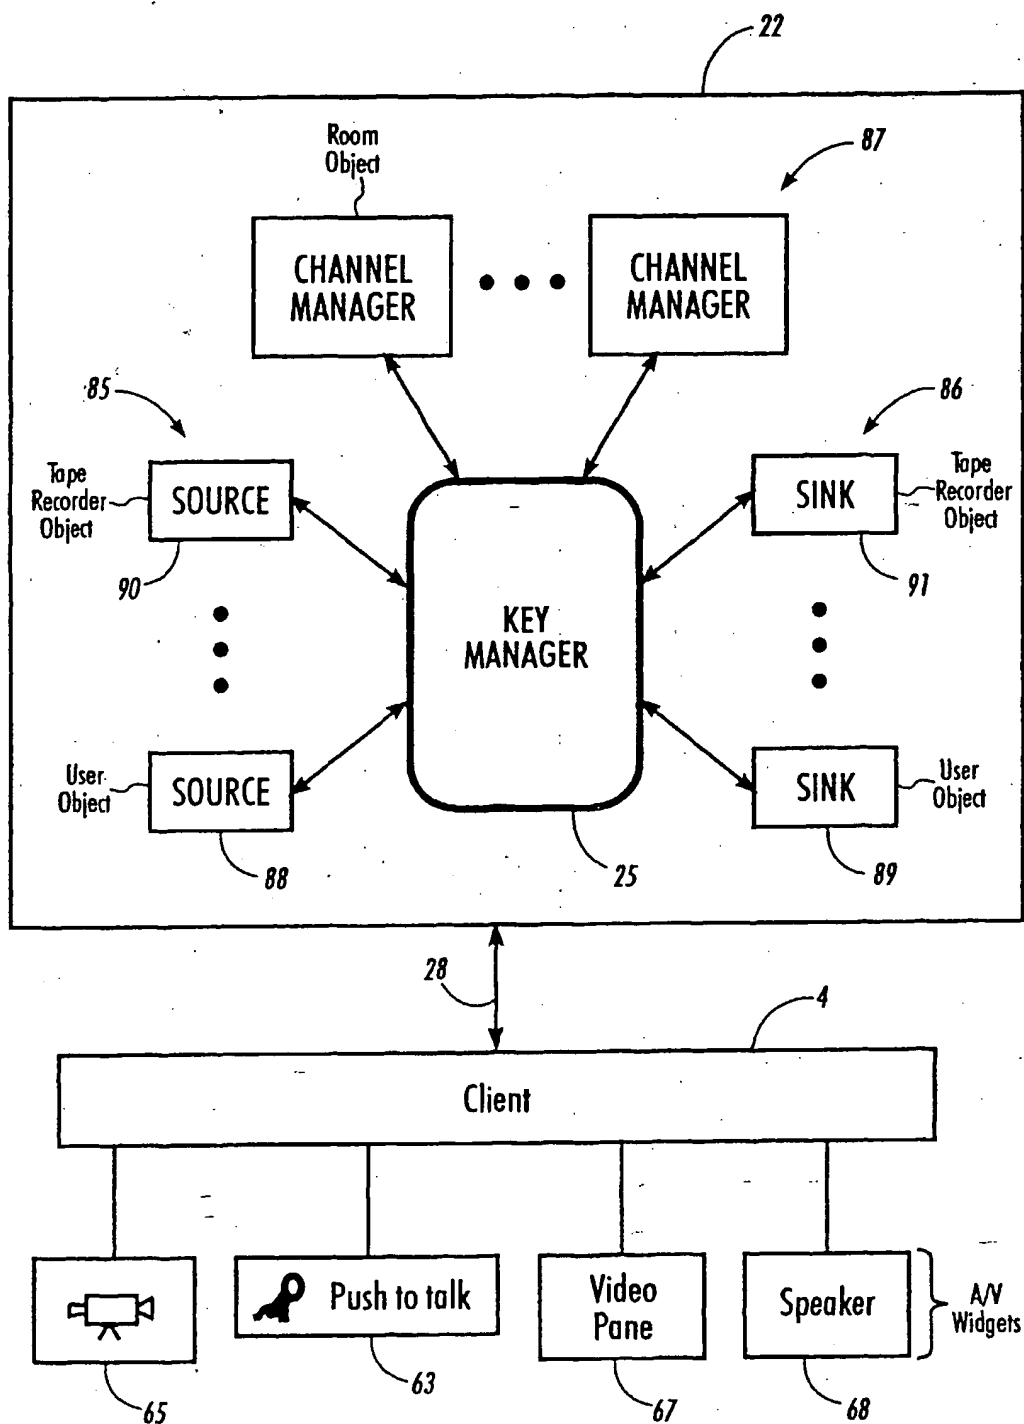 22
Room
Object
87
CHANNEL
MANAGER
CHANNEL
MANAGER
85
86
Tape
Recorder
Object
SOURCE
SINK
Tape
Recorder
Object
90
91
KEY
MANAGER
User
Object
SOURCE
SINK
User
Object
88
25
89
28
4
Client
Push to talk
Video
Pane
Speaker
A/V
Widgets
65
63
67
68